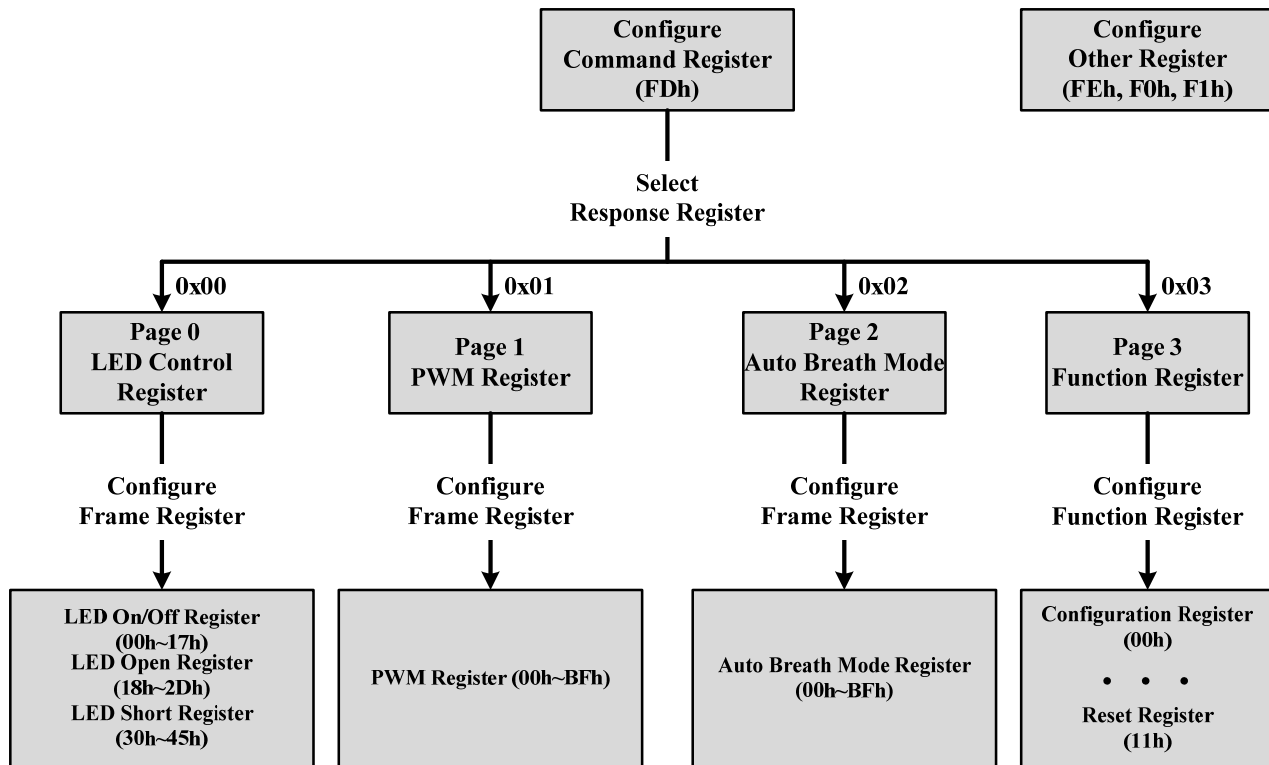 Configure
Command Register
(FDh)
Configure
Other Register
(FEh, F0h, F1h)
Select
Response Register
0x00
0x01
0x02
0x03
Page 0
LED Control
Register
Page 1
PWM Register
Page 2
Auto Breath Mode
Register
Page 3
Function Register
Configure
Frame Register
Configure
Frame Register
Configure
Frame Register
Configure
Function Register
LED On/Off Register
(00h~17h)
LED Open Register
(18h~2Dh)
LED Short Register
(30h~45h)
PWM Register (00h~BFh)
Auto Breath Mode Register
(00h~BFh)
Configuration Register
(00h)
• • •
Reset Register
(11h)